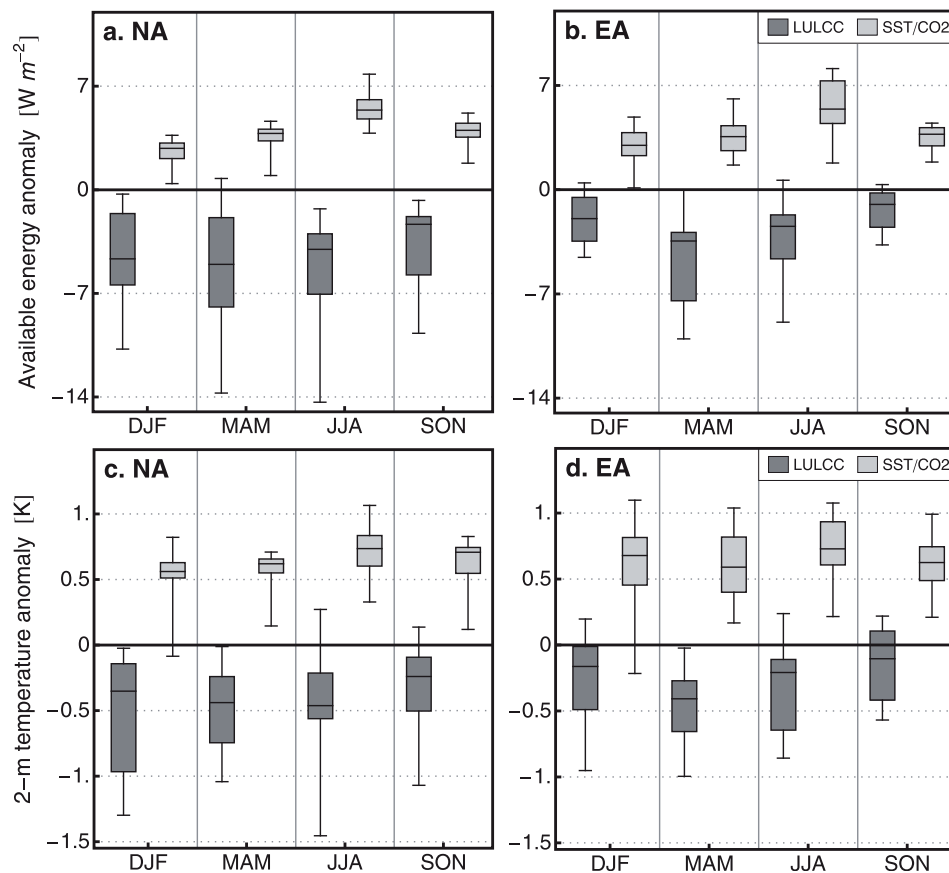 a. NA
b. EA
LULCC SST/CO2
Available energy anomaly [W m−2]
7
0
−7
−14
DJF MAM JJA SON
7
0
−7
−14
DJF MAM JJA SON
c. NA
d. EA
LULCC SST/CO2
2−m temperature anomaly [K]
1.
0.5
0
−0.5
−1.
−1.5
DJF MAM JJA SON
1.
0.5
0
−0.5
−1.
−1.5
DJF MAM JJA SON